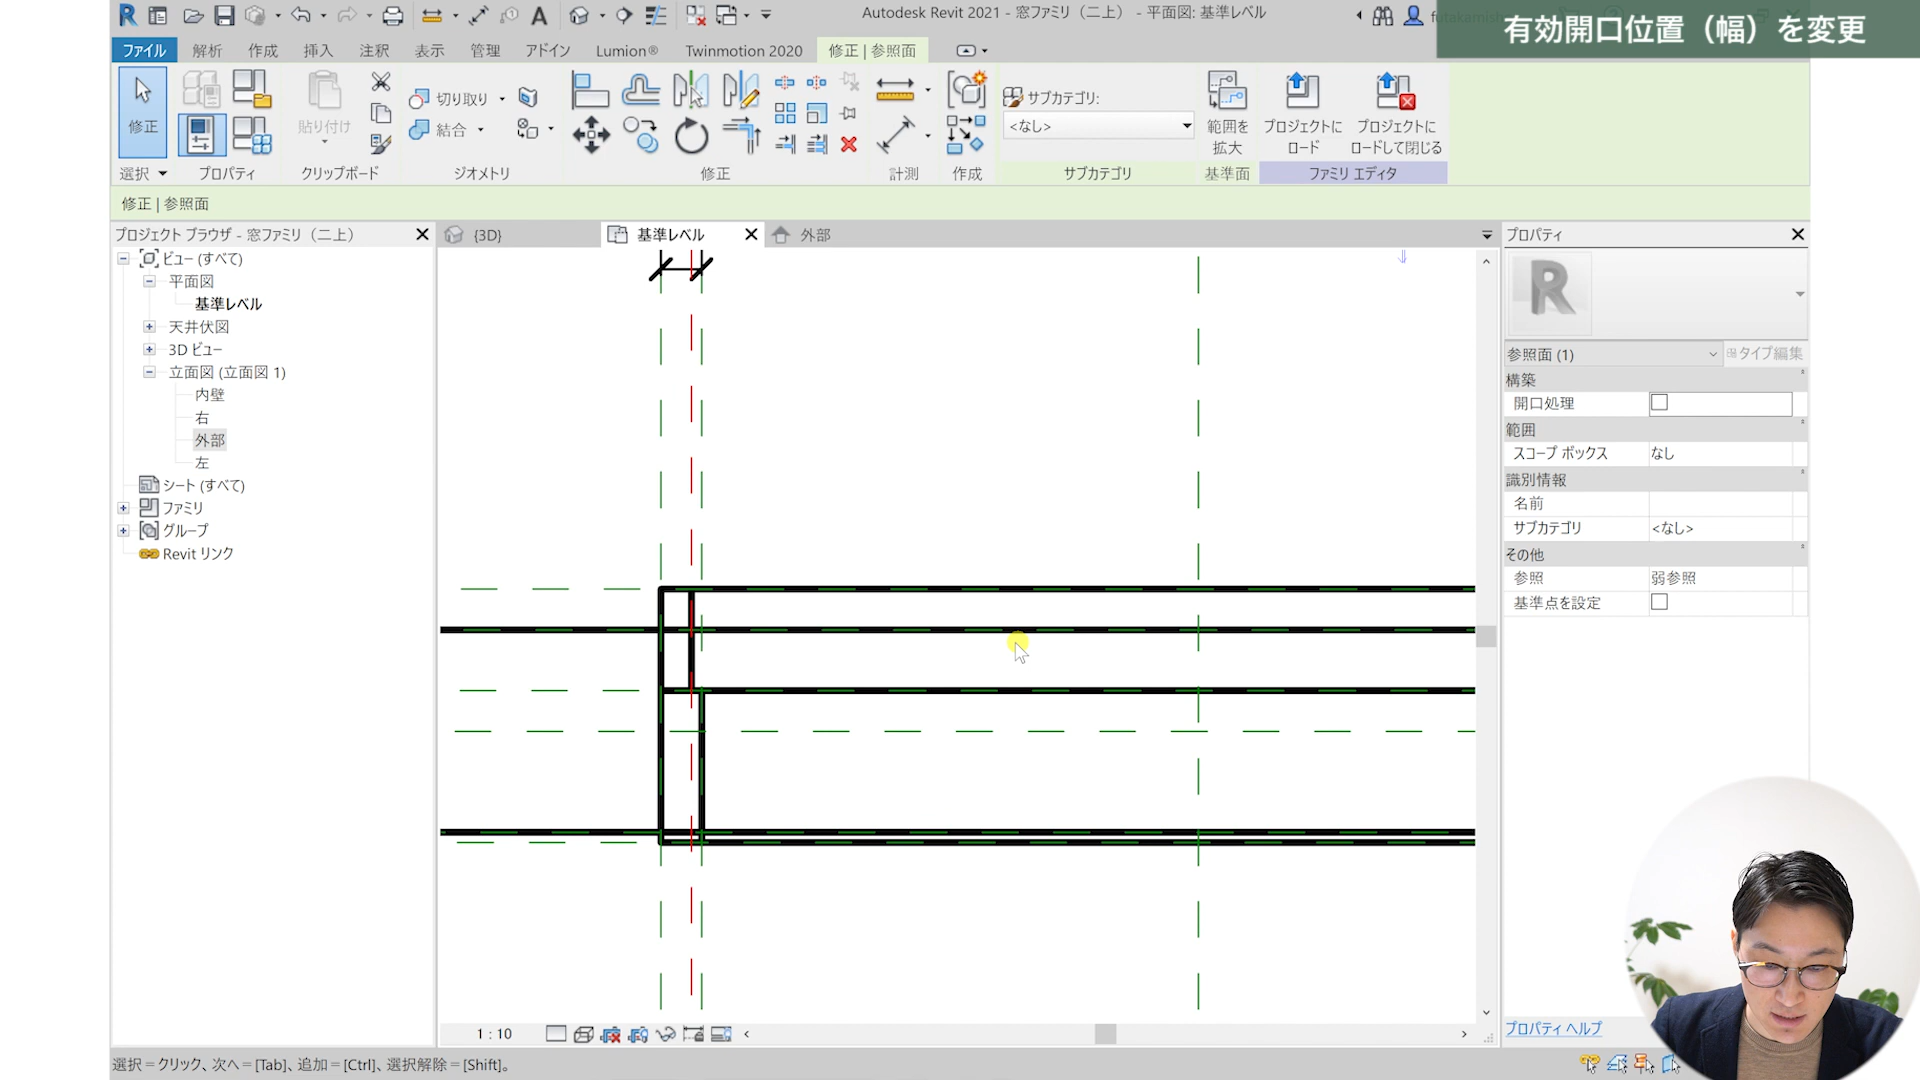 Autodesk Revit 2021 - 窓ファミリ（二上） - 平面図: 基準レベル
有効開口位置（幅）を変更
ファイル 解析 作成 挿入 注釈 表示 管理 アドイン Lumion® Twinmotion 2020 修正 | 参照面
修正
貼り付け
切り取り
結合
サブカテゴリ:
<なし>
範囲を
拡大
プロジェクトに
ロード
プロジェクトに
ロードして閉じる
選択 プロパティ クリップボード ジオメトリ 修正 計測 作成 サブカテゴリ 基準面 ファミリ エディタ
修正 | 参照面
プロジェクト ブラウザ - 窓ファミリ（二上）
{3D}
基準レベル
外部
プロパティ
ビュー (すべて)
平面図
基準レベル
天井伏図
3D ビュー
立面図 (立面図 1)
内壁
右
外部
左
シート (すべて)
ファミリ
グループ
Revit リンク
参照面 (1) タイプ編集
構築
開口処理
範囲
スコープ ボックス なし
識別情報
名前
サブカテゴリ <なし>
その他
参照 弱参照
基準点を設定
プロパティ ヘルプ
1 : 10
選択 = クリック、次へ = [Tab]、追加 = [Ctrl]、選択解除 = [Shift]。